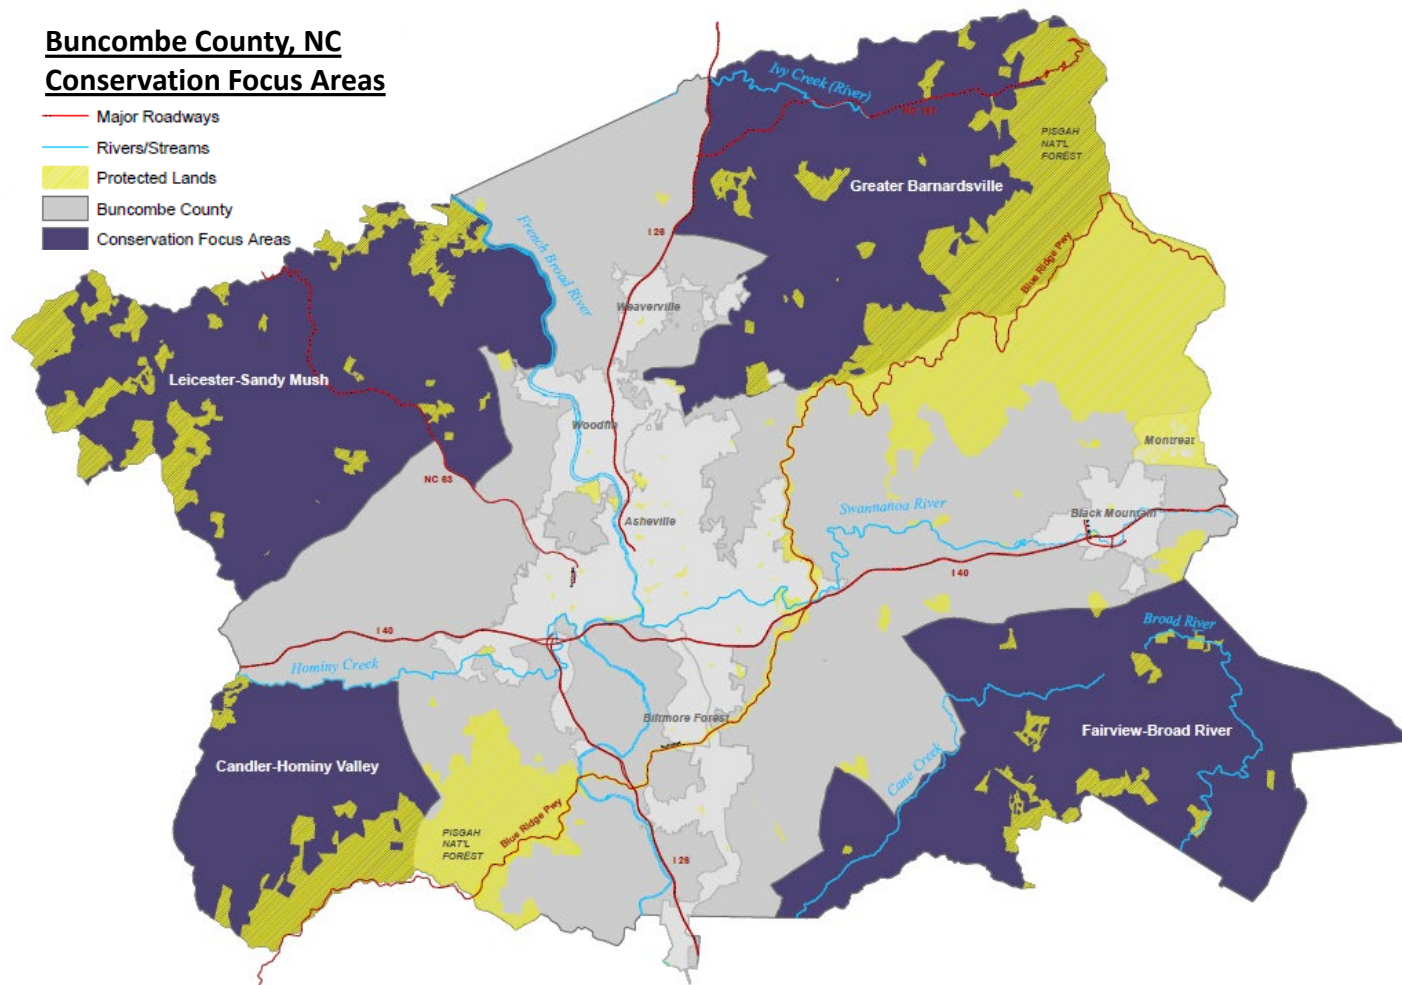 Buncombe County, NC
Conservation Focus Areas
Major Roadways
Rivers/Streams
Protected Lands
Buncombe County
Conservation Focus Areas
Ivy Creek (River)
PISGAH
NAT'L
FOREST
Greater Barnardsville
French Broad River
I 26
Blue Ridge Pwy
Weaverville
Leicester-Sandy Mush
Woodfin
Montreat
NC 63
Asheville
Swannanoa River
Black Mountain
I 40
I 40
Hominy Creek
Broad River
Biltmore Forest
Fairview-Broad River
Candler-Hominy Valley
Cane Creek
PISGAH
NAT'L
FOREST
Blue Ridge Pwy
I 26